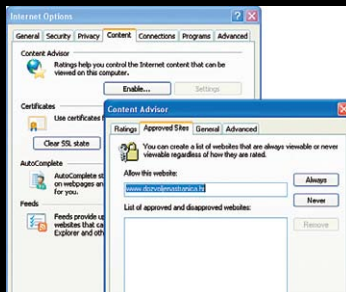 Internet Options
General Security Privacy Content Connections Programs Advanced
Content Advisor
Ratings help you control the Internet content that can be
viewed on this computer.
Enable... Settings
Certificates
Use certificates f
Clear SSL state
AutoComplete
AutoComplete st
on webpages an
for you.
Feeds
Feeds provide u
websites that ca
Explorer and oth
Content Advisor
Ratings Approved Sites General Advanced
You can create a list of websites that are always viewable or never
viewable regardless of how they are rated.
Allow this website:
www.dozvoljenastranica.hr
Always
Never
List of approved and disapproved websites:
Remove